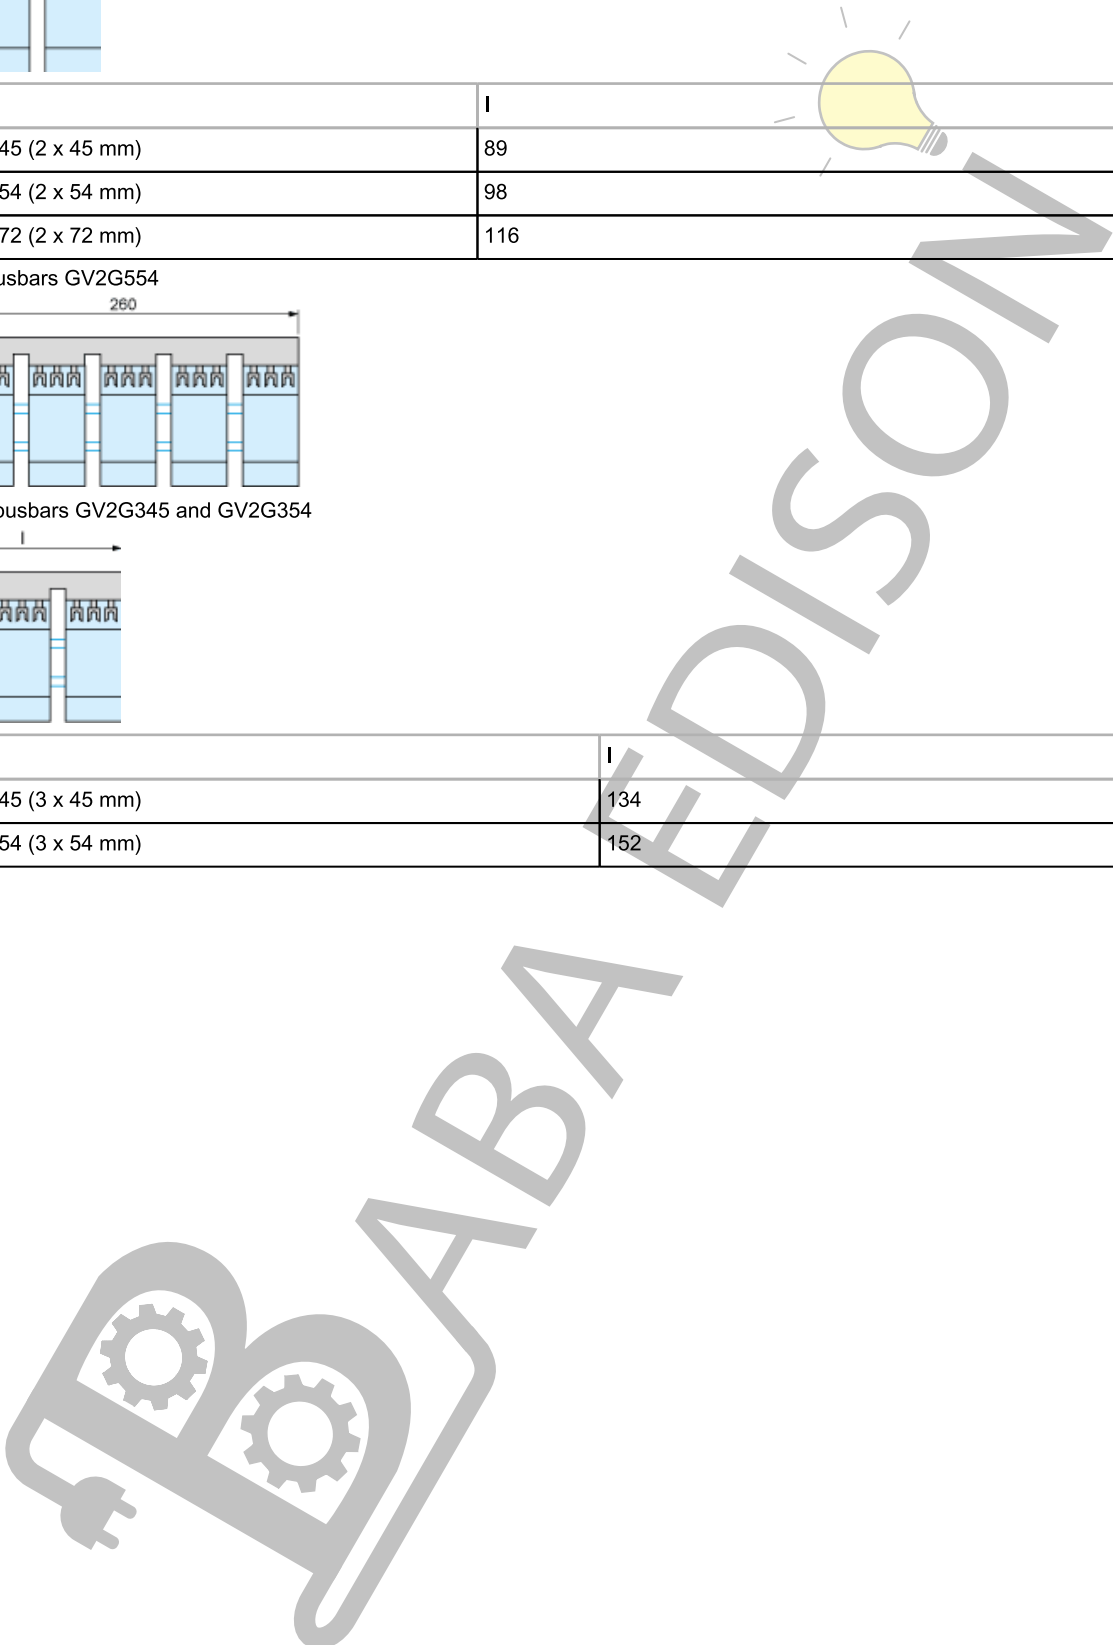 l
45 (2 x 45 mm) 89
54 (2 x 54 mm) 98
72 (2 x 72 mm) 116
usbars GV2G554
260
ousbars GV2G345 and GV2G354
l
l
45 (3 x 45 mm) 134
54 (3 x 54 mm) 152
BABA EDISON